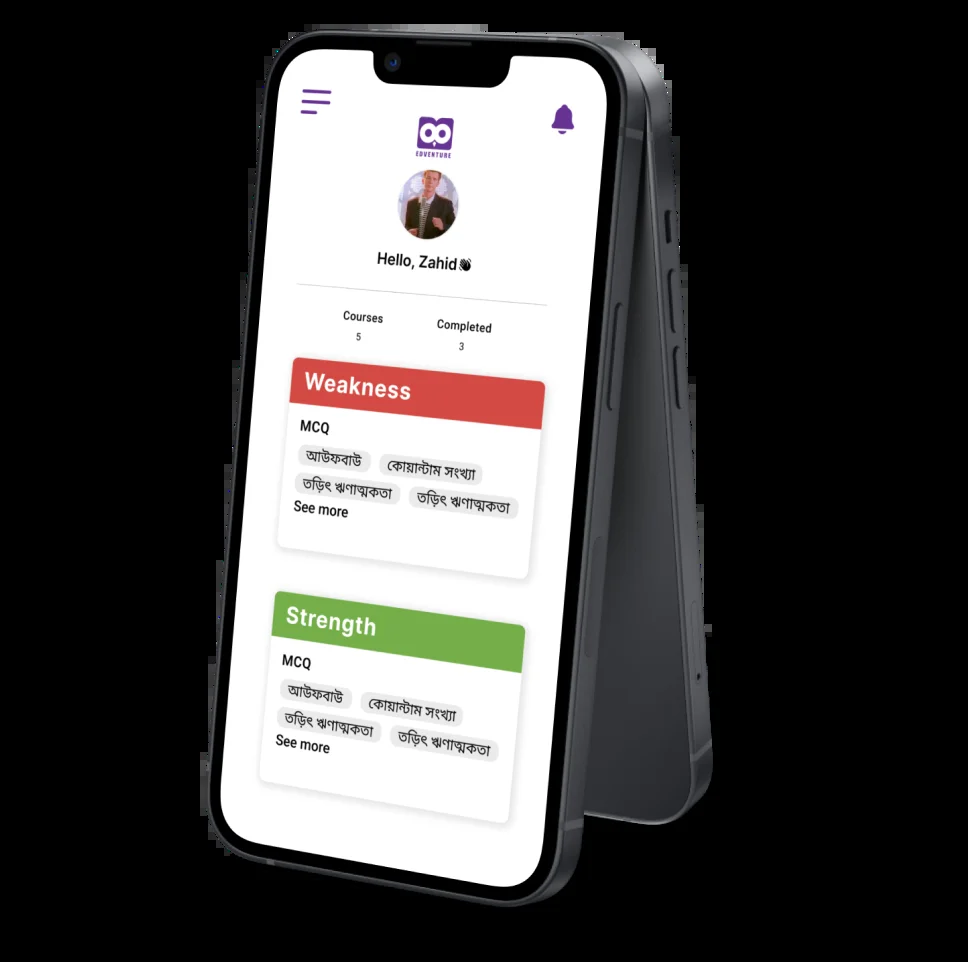 EDVENTURE
Hello, Zahid👋
Courses Completed
5 3
Weakness
MCQ
আউফবাউ কোয়ান্টাম সংখ্যা
তড়িৎ ঋণাত্মকতা তড়িৎ ঋণাত্মকতা
See more
Strength
MCQ
আউফবাউ কোয়ান্টাম সংখ্যা
তড়িৎ ঋণাত্মকতা তড়িৎ ঋণাত্মকতা
See more